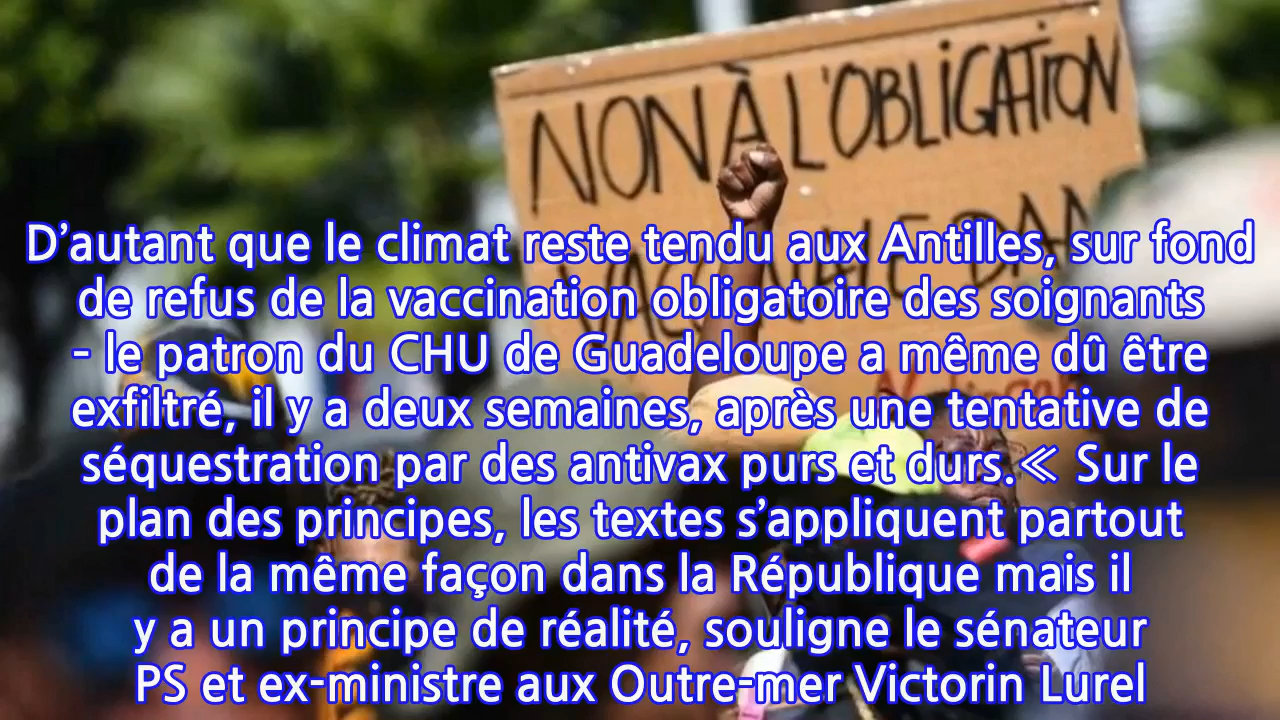 NON À L'OBLIGATION
D’autant que le climat reste tendu aux Antilles, sur fond
de refus de la vaccination obligatoire des soignants
- le patron du CHU de Guadeloupe a même dû être
exfiltré, il y a deux semaines, après une tentative de
séquestration par des antivax purs et durs.≪ Sur le
plan des principes, les textes s’appliquent partout
de la même façon dans la République mais il
y a un principe de réalité, souligne le sénateur
PS et ex-ministre aux Outre-mer Victorin Lurel